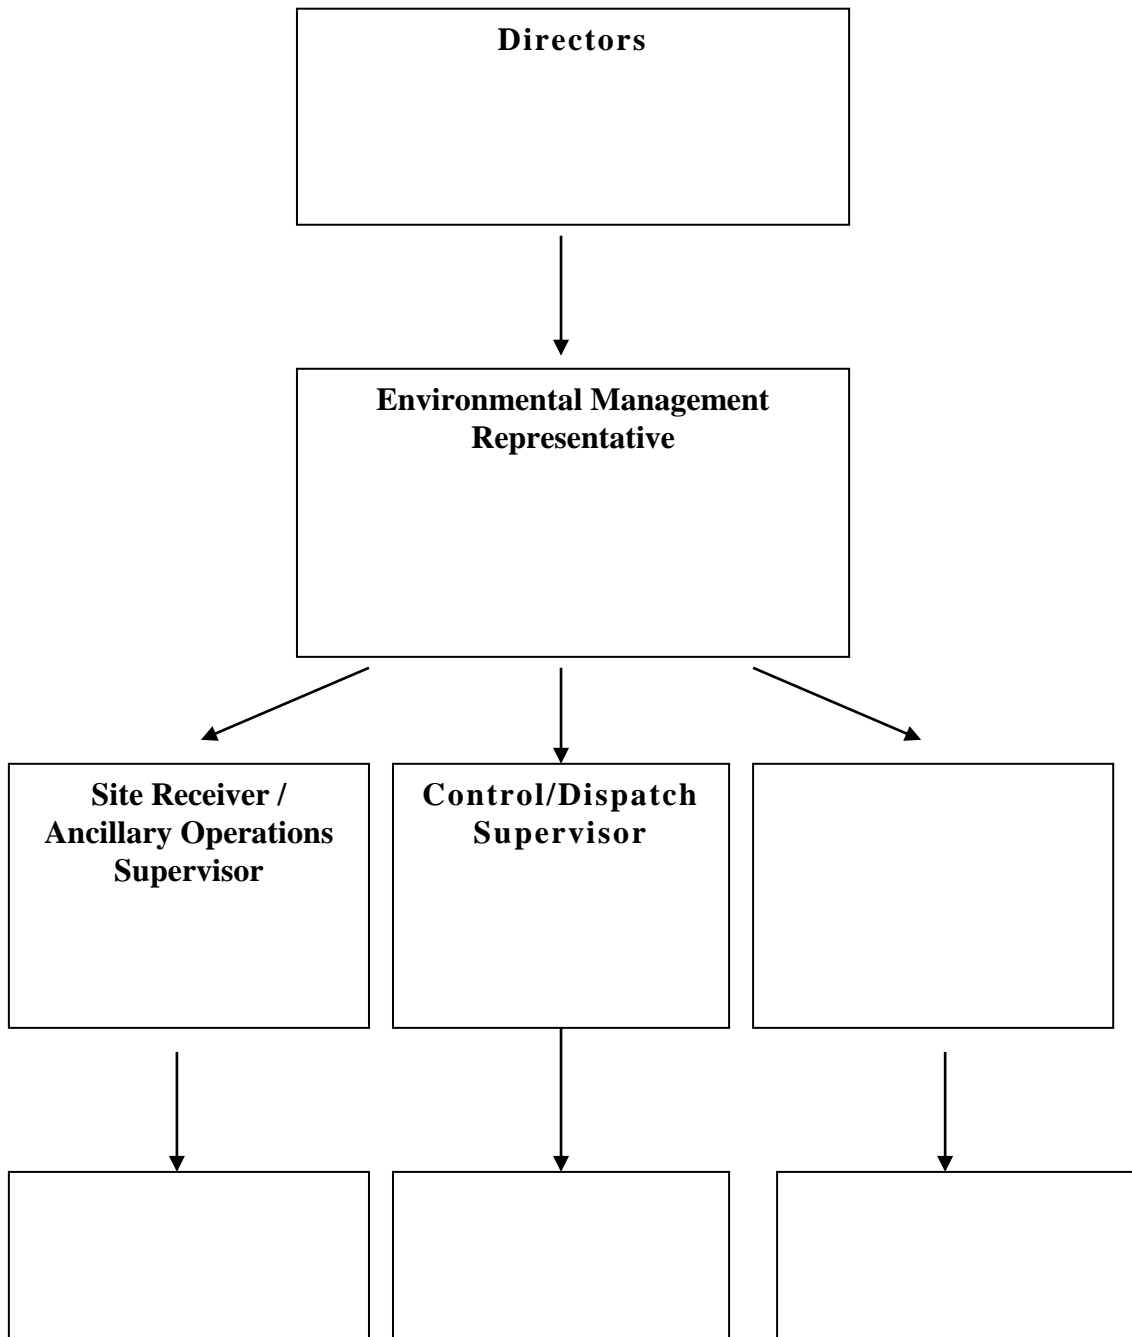 Directors
Environmental Management
Representative
Site Receiver /
Ancillary Operations
Supervisor
Control/Dispatch
Supervisor